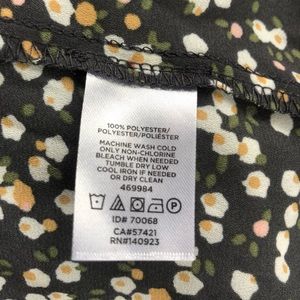 100% POLYESTER/
POLYESTER/POLIÉSTER
MACHINE WASH COLD
ONLY NON-CHLORINE
BLEACH WHEN NEEDED
TUMBLE DRY LOW
COOL IRON IF NEEDED
OR DRY CLEAN
469984
ID# 70068
CA#57421
RN#140923